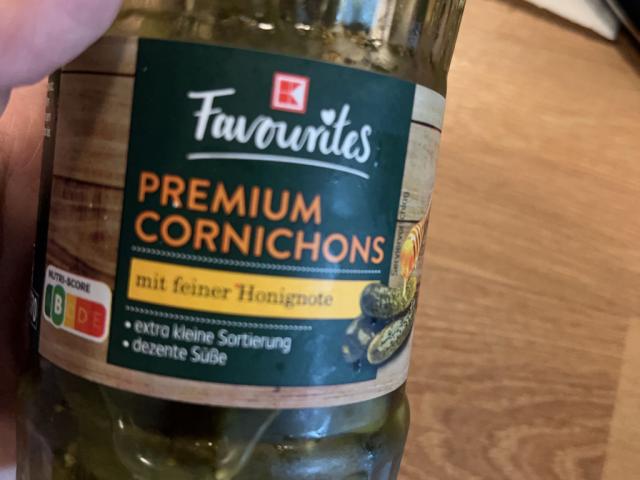 K
Favourites
PREMIUM
CORNICHONS
mit feiner Honignote
• extra kleine Sortierung
• dezente Süße
NUTRI-SCORE
B C D E